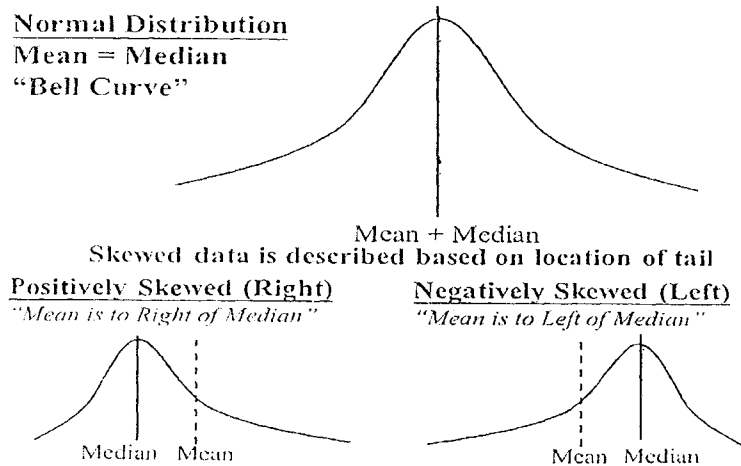 Normal Distribution
Mean = Median
“Bell Curve”
Mean + Median
Skewed data is described based on location of tail
Positively Skewed (Right)
“Mean is to Right of Median”
Median Mean
Negatively Skewed (Left)
“Mean is to Left of Median”
Mean Median